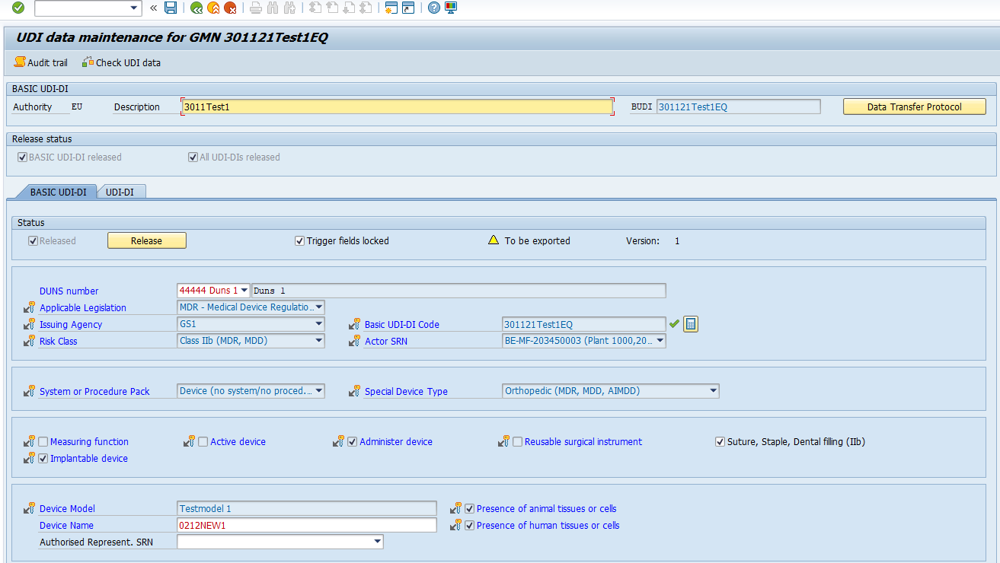 UDI data maintenance for GMN 301121Test1EQ
Audit trail Check UDI data
BASIC UDI-DI
Authority EU Description 3011Test1 BUDI 301121Test1EQ Data Transfer Protocol
Release status
BASIC UDI-DI released All UDI-DIs released
BASIC UDI-DI UDI-DI
Status
Released Release Trigger fields locked To be exported Version: 1
DUNS number 44444 Duns 1 Duns 1
Applicable Legislation MDR - Medical Device Regulatio...
Issuing Agency GS1 Basic UDI-DI Code 301121Test1EQ
Risk Class Class IIb (MDR, MDD) Actor SRN BE-MF-203450003 (Plant 1000,20...
System or Procedure Pack Device (no system/no proced... Special Device Type Orthopedic (MDR, MDD, AIMDD)
Measuring function Active device Administer device Reusable surgical instrument Suture, Staple, Dental filling (IIb)
Implantable device
Device Model Testmodel 1 Presence of animal tissues or cells
Device Name 0212NEW1 Presence of human tissues or cells
Authorised Represent. SRN